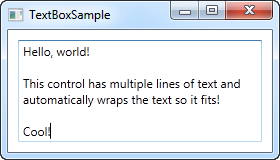 TextBoxSample
Hello, world!
This control has multiple lines of text and
automatically wraps the text so it fits!
Cool!